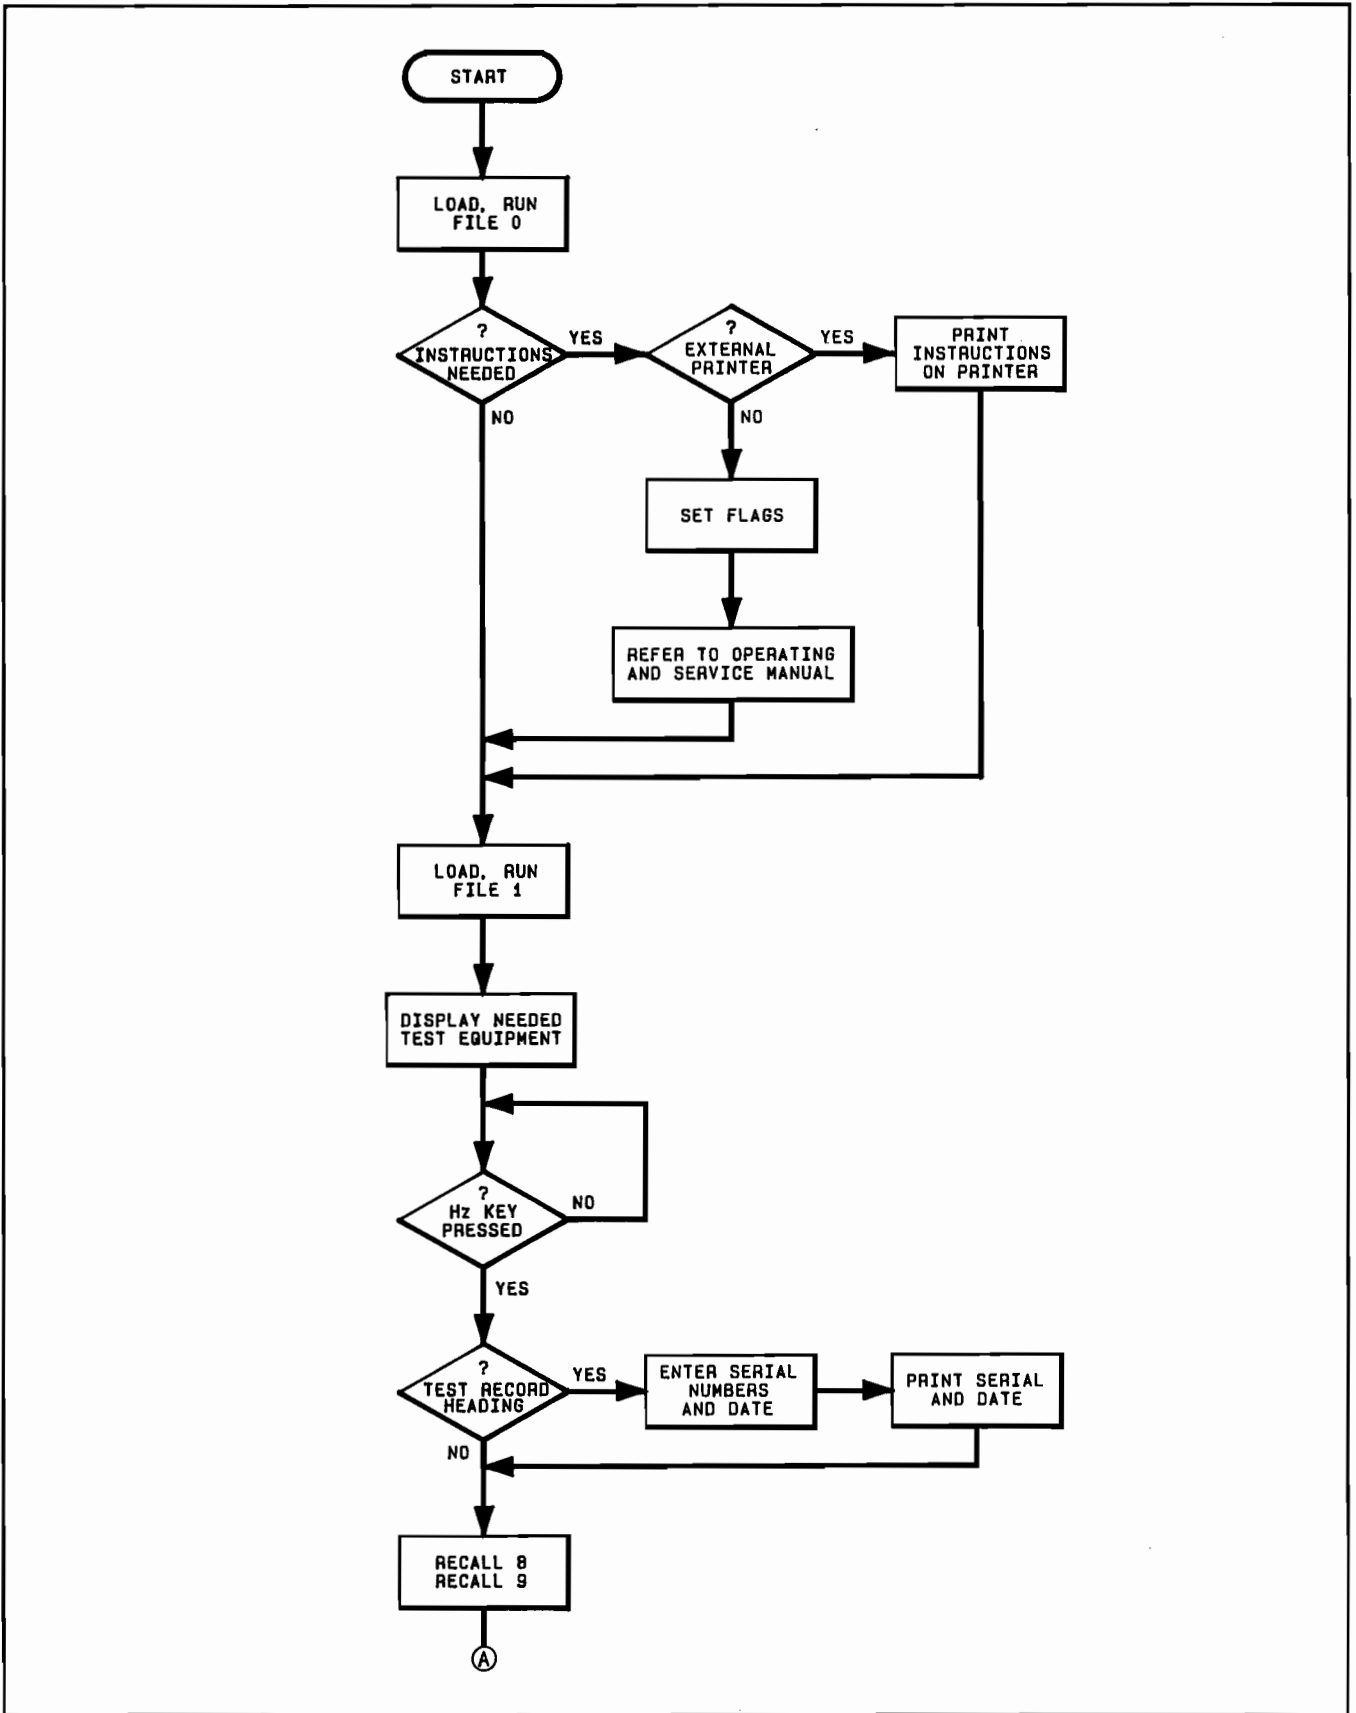 START
LOAD, RUN
FILE 0
?
INSTRUCTIONS
NEEDED
YES
NO
?
EXTERNAL
PRINTER
YES
NO
PRINT
INSTRUCTIONS
ON PRINTER
SET FLAGS
REFER TO OPERATING
AND SERVICE MANUAL
LOAD, RUN
FILE 1
DISPLAY NEEDED
TEST EQUIPMENT
?
Hz KEY
PRESSED
NO
YES
?
TEST RECORD
HEADING
YES
NO
ENTER SERIAL
NUMBERS
AND DATE
PRINT SERIAL
AND DATE
RECALL 8
RECALL 9
A